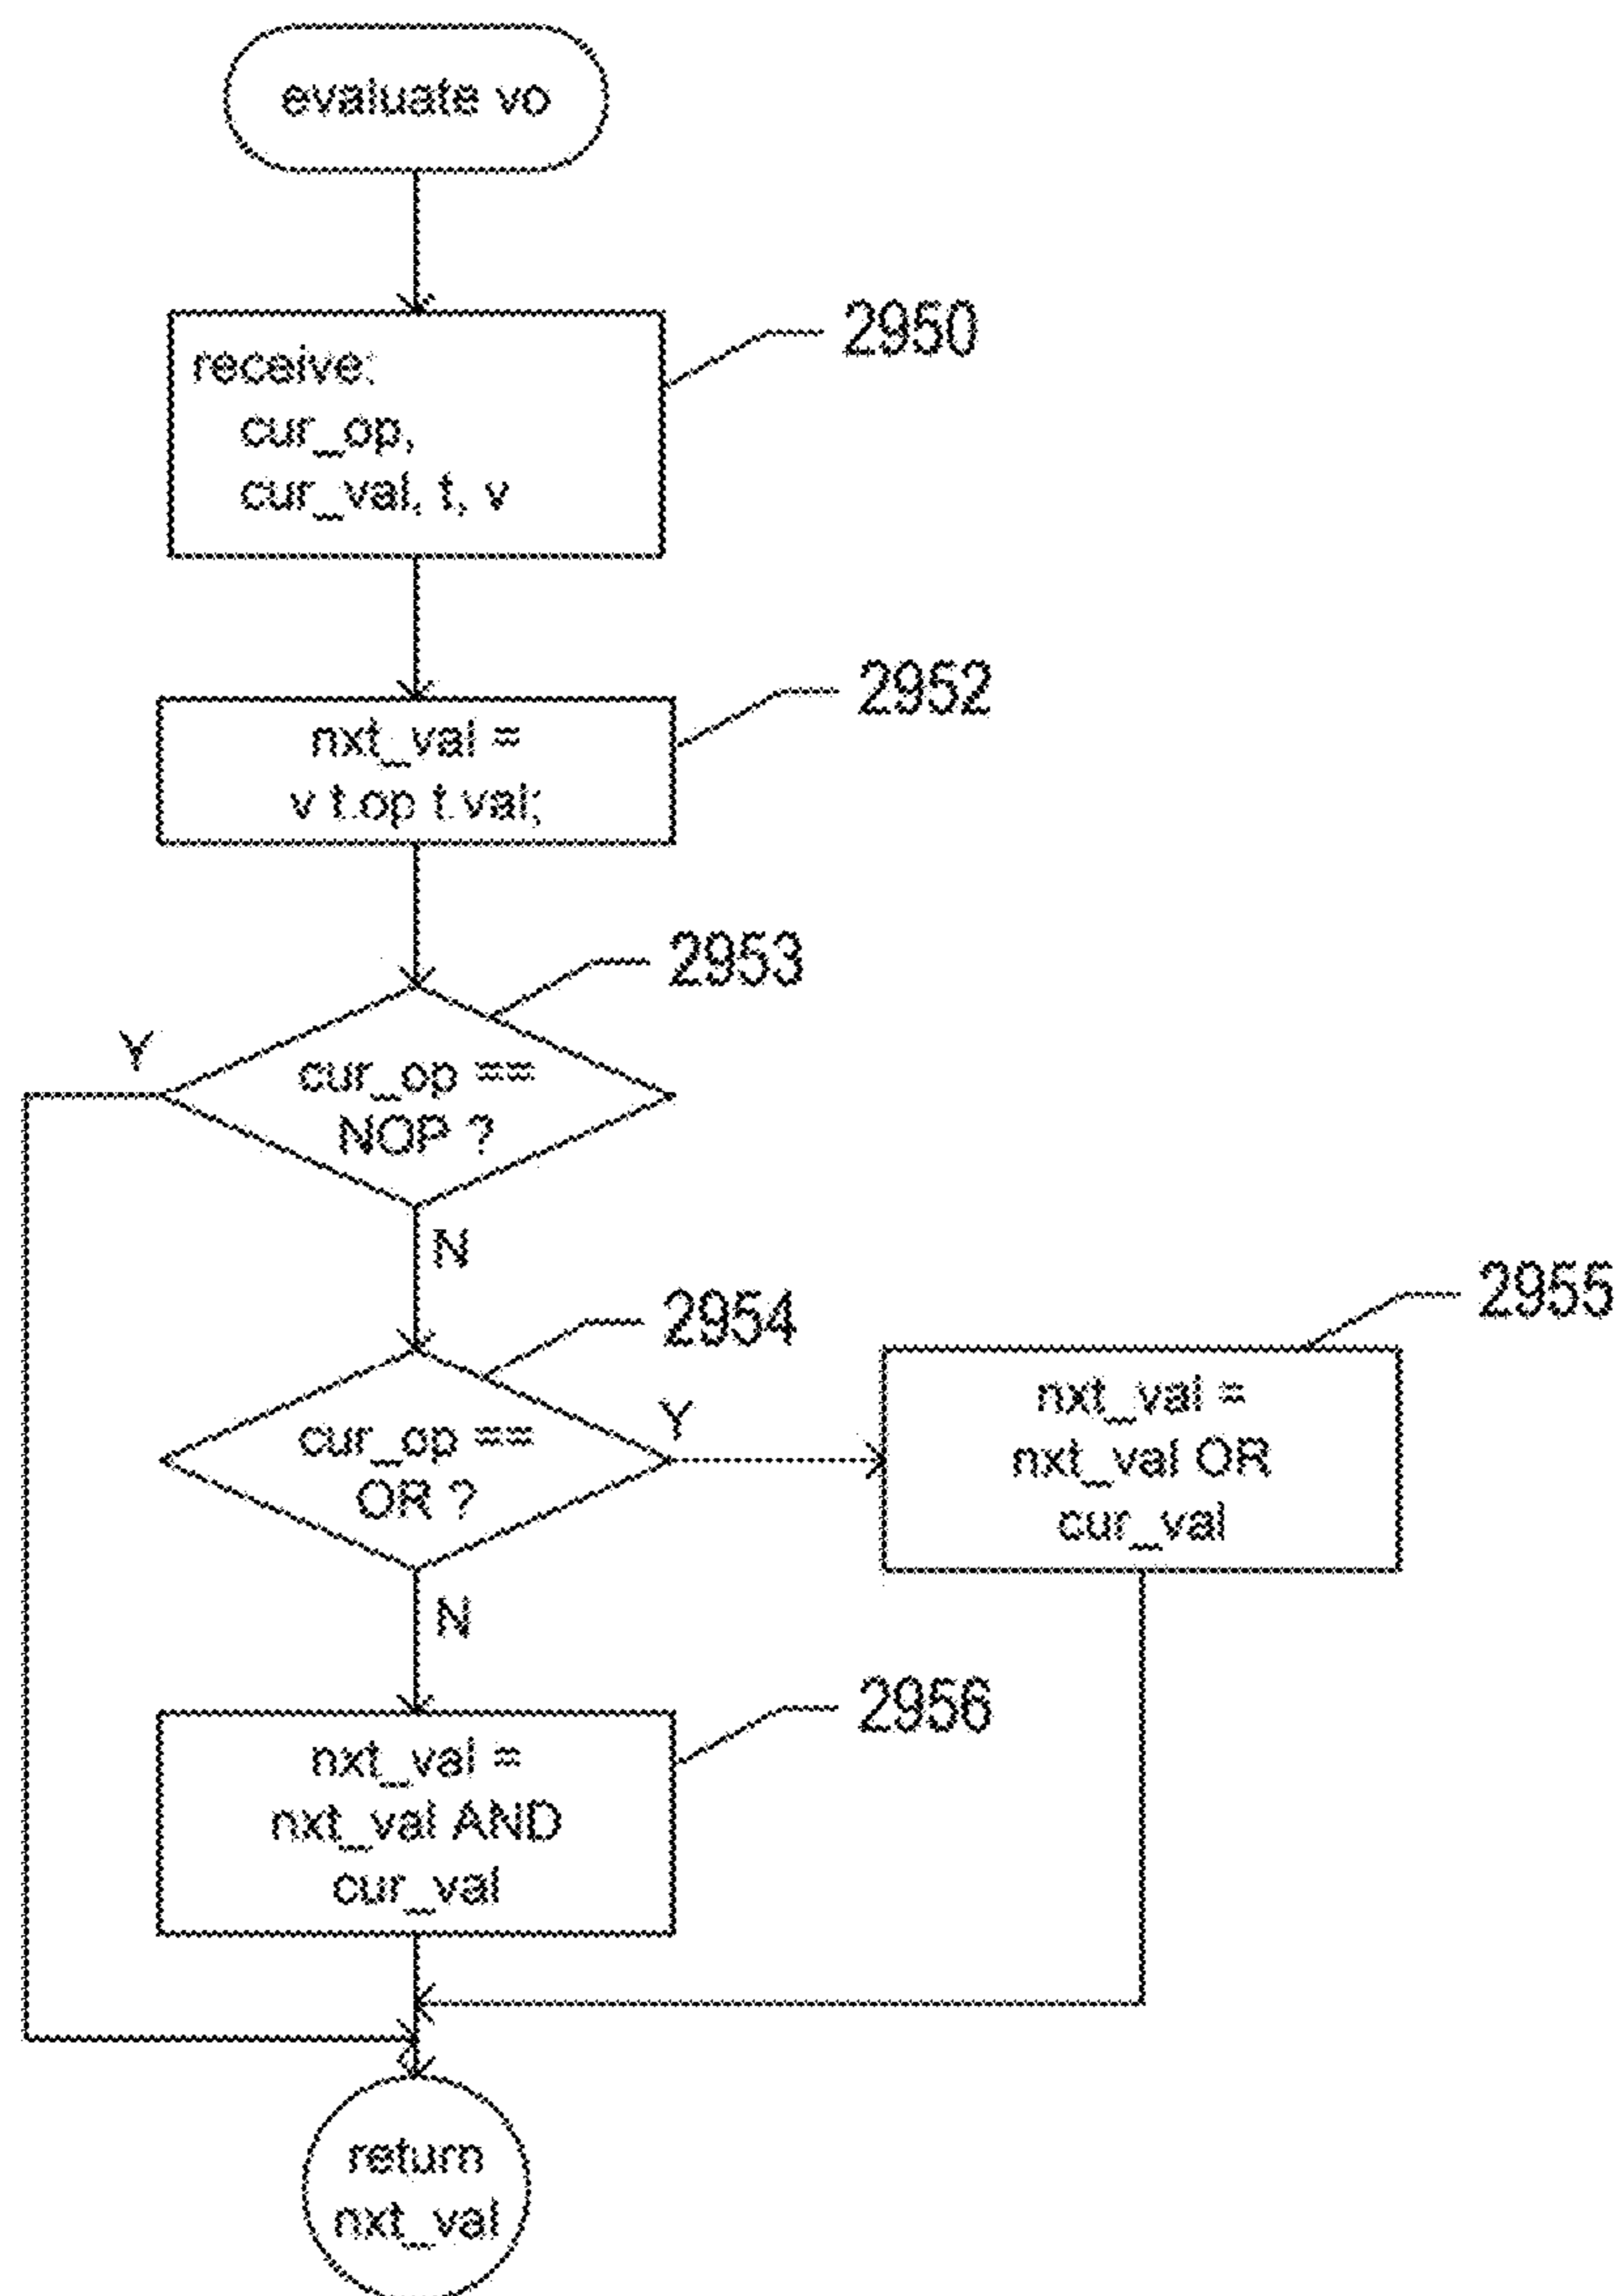 evaluate vo
receive:
cur_op,
cur_val, t, v
2950
nxt_val =
v t.op t.val;
2952
2953
Y
cur_op ==
NOP ?
N
2954
cur_op ==
OR ?
Y
2955
nxt_val =
nxt_val OR
cur_val
N
2956
nxt_val =
nxt_val AND
cur_val
return
nxt_val